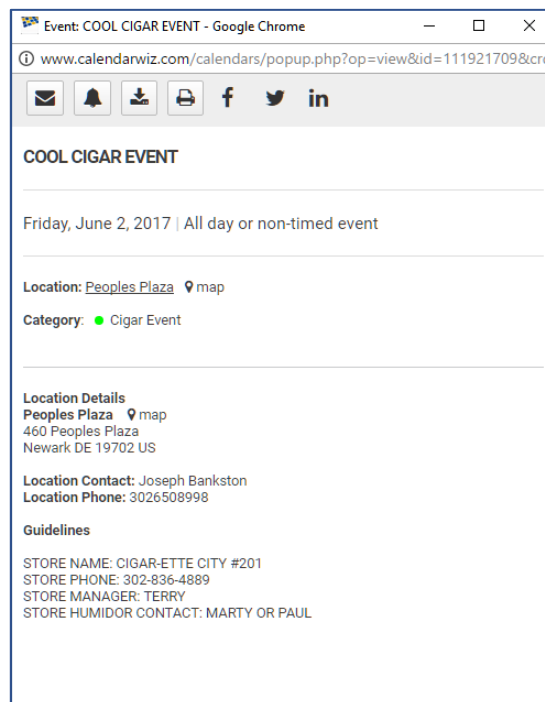 Event: COOL CIGAR EVENT - Google Chrome
www.calendarwiz.com/calendars/popup.php?op=view&id=111921709&crc
COOL CIGAR EVENT
Friday, June 2, 2017 | All day or non-timed event
Location: Peoples Plaza map
Category: Cigar Event
Location Details
Peoples Plaza map
460 Peoples Plaza
Newark DE 19702 US
Location Contact: Joseph Bankston
Location Phone: 3026508998
Guidelines
STORE NAME: CIGAR-ETTE CITY #201
STORE PHONE: 302-836-4889
STORE MANAGER: TERRY
STORE HUMIDOR CONTACT: MARTY OR PAUL